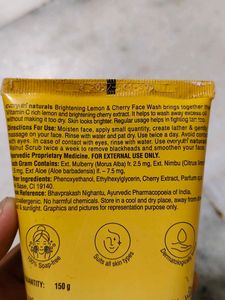 everyuth naturals Brightening Lemon & Cherry Face Wash brings together the
Vitamin C rich lemon and brightening cherry extract. It helps to wash away excess oil
without making it too dry. Skin looks brighter. Regular usage helps in fighting tan too.
Directions For Use: Moisten face, apply small quantity, create lather & gently
massage on your face. Rinse with water and pat dry. Use twice a day. Avoid contact
with eyes. In case of contact with eyes, rinse with water. Use everyuth
Scrub twice a week to remove blackheads and smoothen your face.
Ayurvedic Proprietary Medicine. FOR EXTERNAL USE ONLY.
Each Gram Contains: Ext. Mulberry (Morus Alba) 1: 2.5 mg, Ext. Nimbu (Citrus
5 mg, Ext. Aloe (Aloe barbadensis) E. - 7.5 mg.
Other Ingredients: Phenoxyethanol, Ethylhexylglycerin, Cherry Extract, Parfum
Base, CI 19140.
Reference: Bhavprakash Nighantu, Ayurvedic Pharmacopoeia of India.
No harmful chemicals. Store in a cool and dry place, away from
& sunlight. Graphics and pictures for representation purpose only.
100% Soap-free
Suits all skin types
Dermatologically
QUANTITY: 150 g